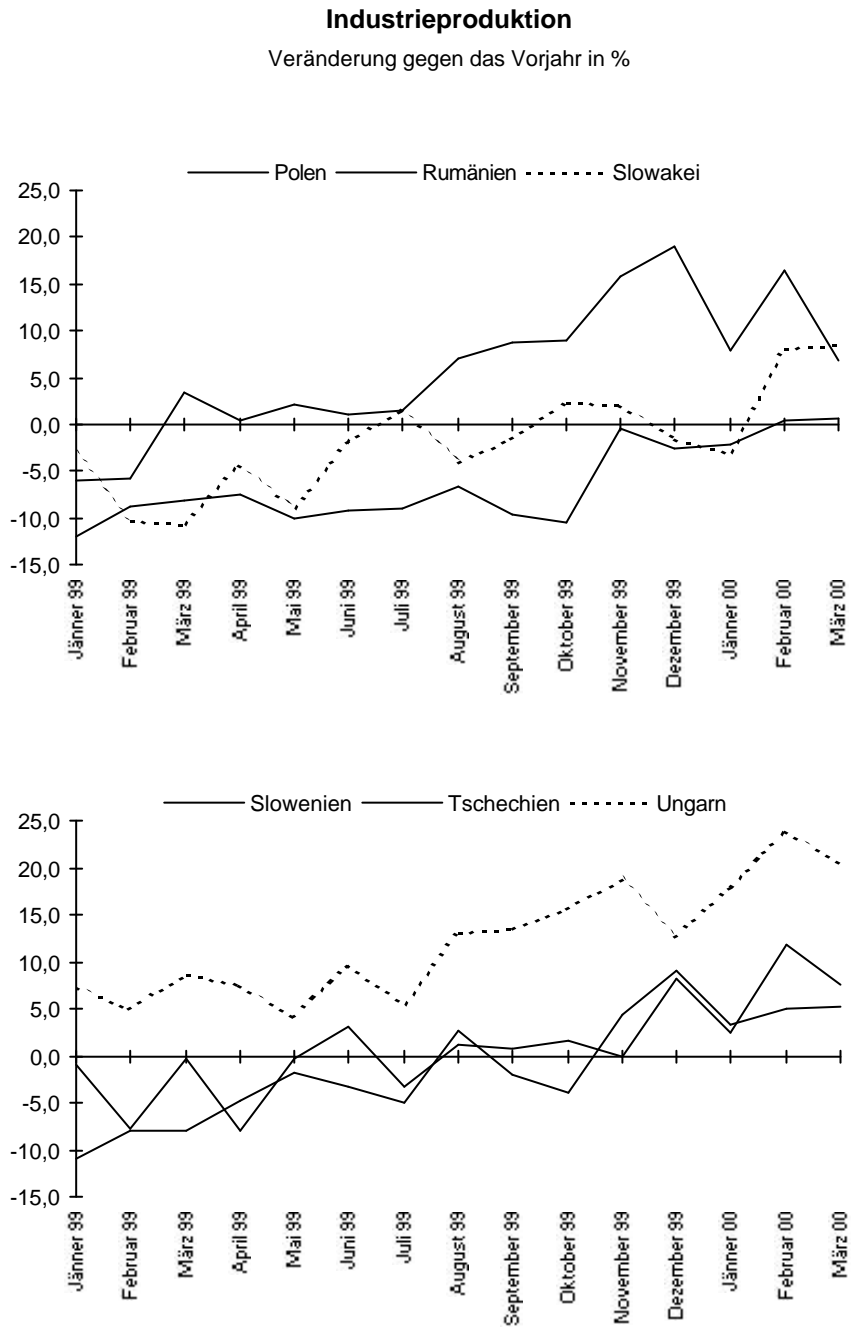 Industrieproduktion
Veränderung gegen das Vorjahr in %
Polen Rumänien Slowakei
25,0
20,0
15,0
10,0
5,0
0,0
-5,0
-10,0
-15,0
Jänner 99
Februar 99
März 99
April 99
Mai 99
Juni 99
Juli 99
August 99
September 99
Oktober 99
November 99
Dezember 99
Jänner 00
Februar 00
März 00
Slowenien Tschechien Ungarn
25,0
20,0
15,0
10,0
5,0
0,0
-5,0
-10,0
-15,0
Jänner 99
Februar 99
März 99
April 99
Mai 99
Juni 99
Juli 99
August 99
September 99
Oktober 99
November 99
Dezember 99
Jänner 00
Februar 00
März 00